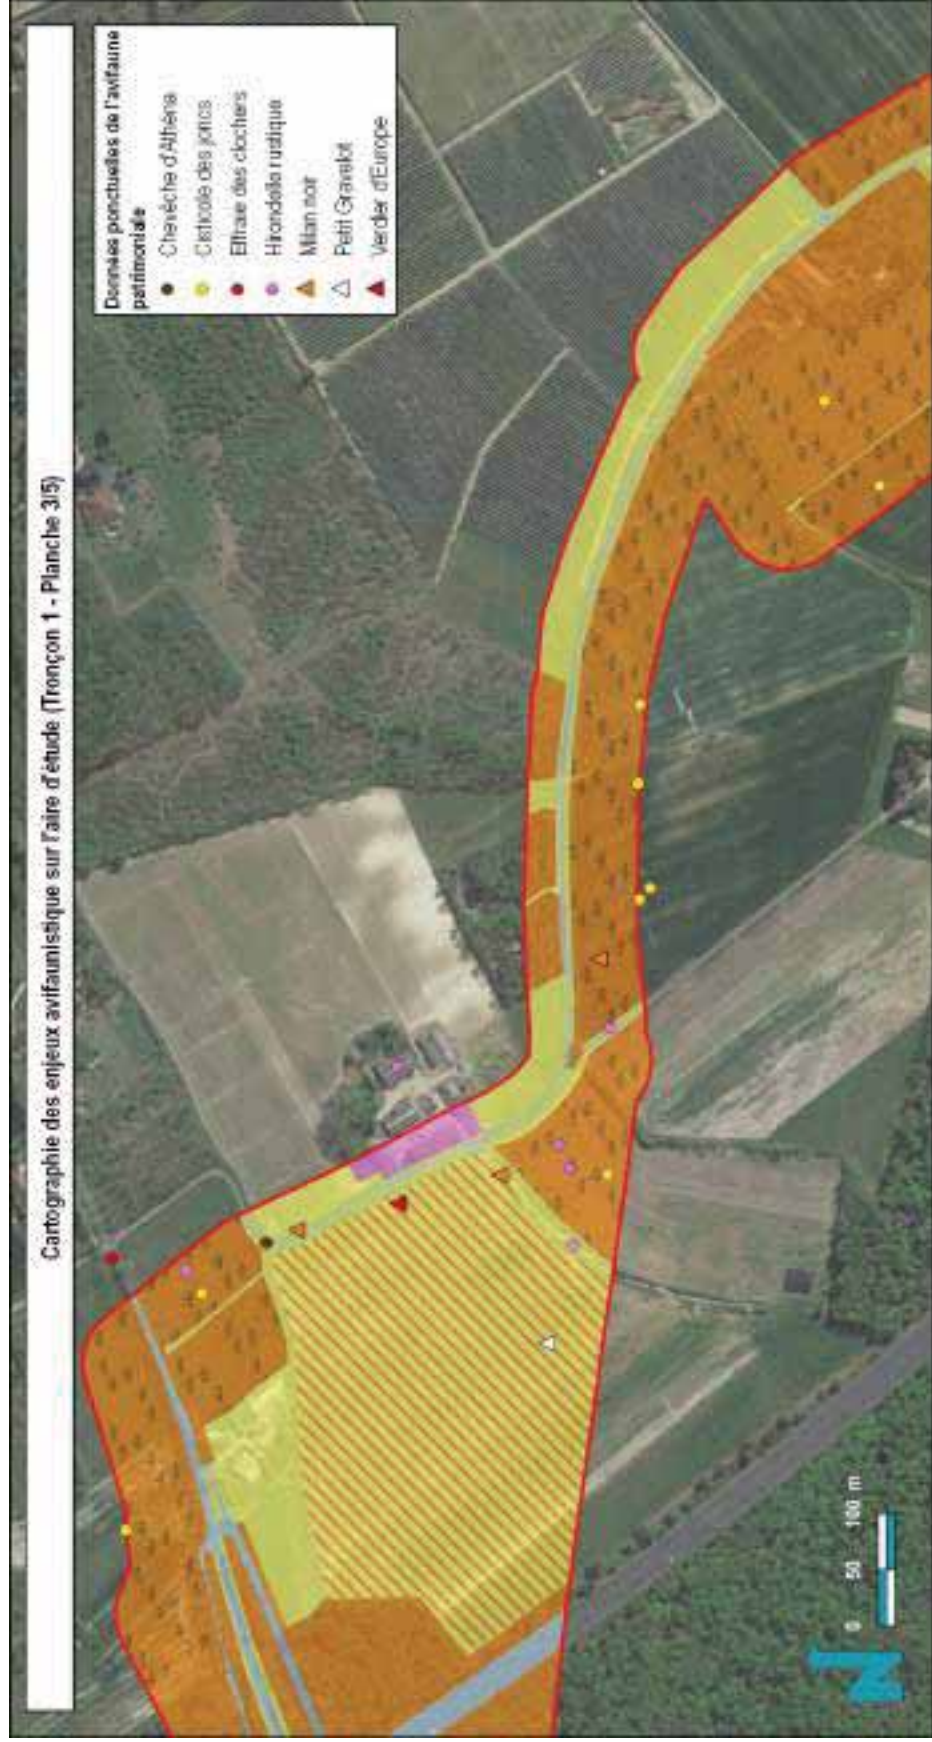 Cartographie des enjeux avifaunistique sur l'aire d'étude (Tronçon 1 - Planche 3/5)
Données ponctuelles de l'avifaune
patrimoniale
Chevêche d'Athéna
Cisticole des joncs
Effraie des clochers
Hirondelle rustique
Milan noir
Petit Gravelot
Verdier d'Europe
0 50 100 m
N